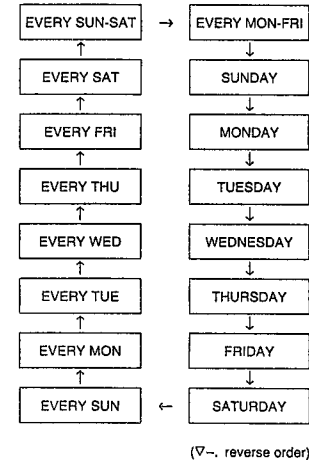 EVERY SUN-SAT → EVERY MON-FRI
EVERY SAT SUNDAY
EVERY FRI MONDAY
EVERY THU TUESDAY
EVERY WED WEDNESDAY
EVERY TUE THURSDAY
EVERY MON FRIDAY
EVERY SUN ← SATURDAY
(∇–. reverse order)